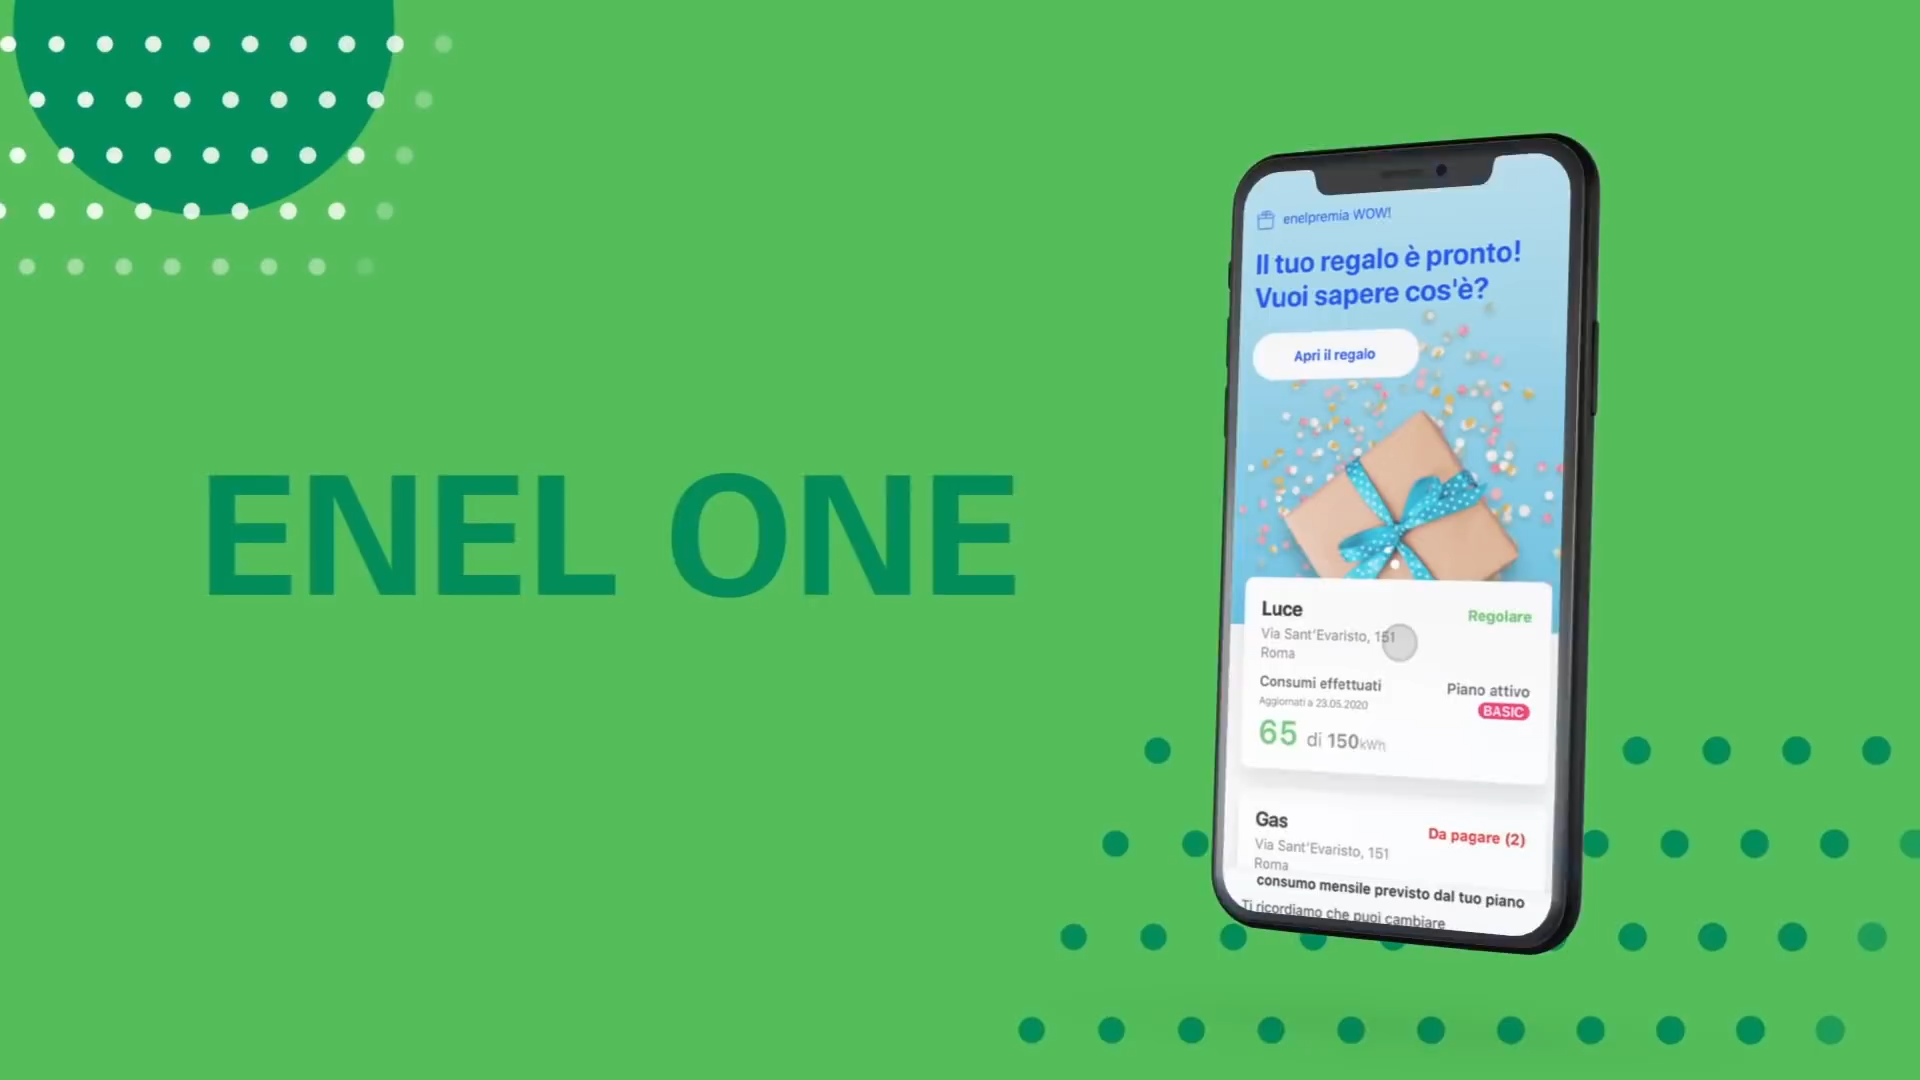 ENEL ONE
enelpremia WOW!
Il tuo regalo è pronto!
Vuoi sapere cos'è?
Apri il regalo
Luce
Regolare
Via Sant'Evaristo, 151
Roma
Consumi effettuati
Piano attivo
Aggiornati a 23.05.2020
BASIC
65 di 150kWh
Gas
Da pagare (2)
Via Sant'Evaristo, 151
Roma
consumo mensile previsto dal tuo piano
Ti ricordiamo che puoi cambiare